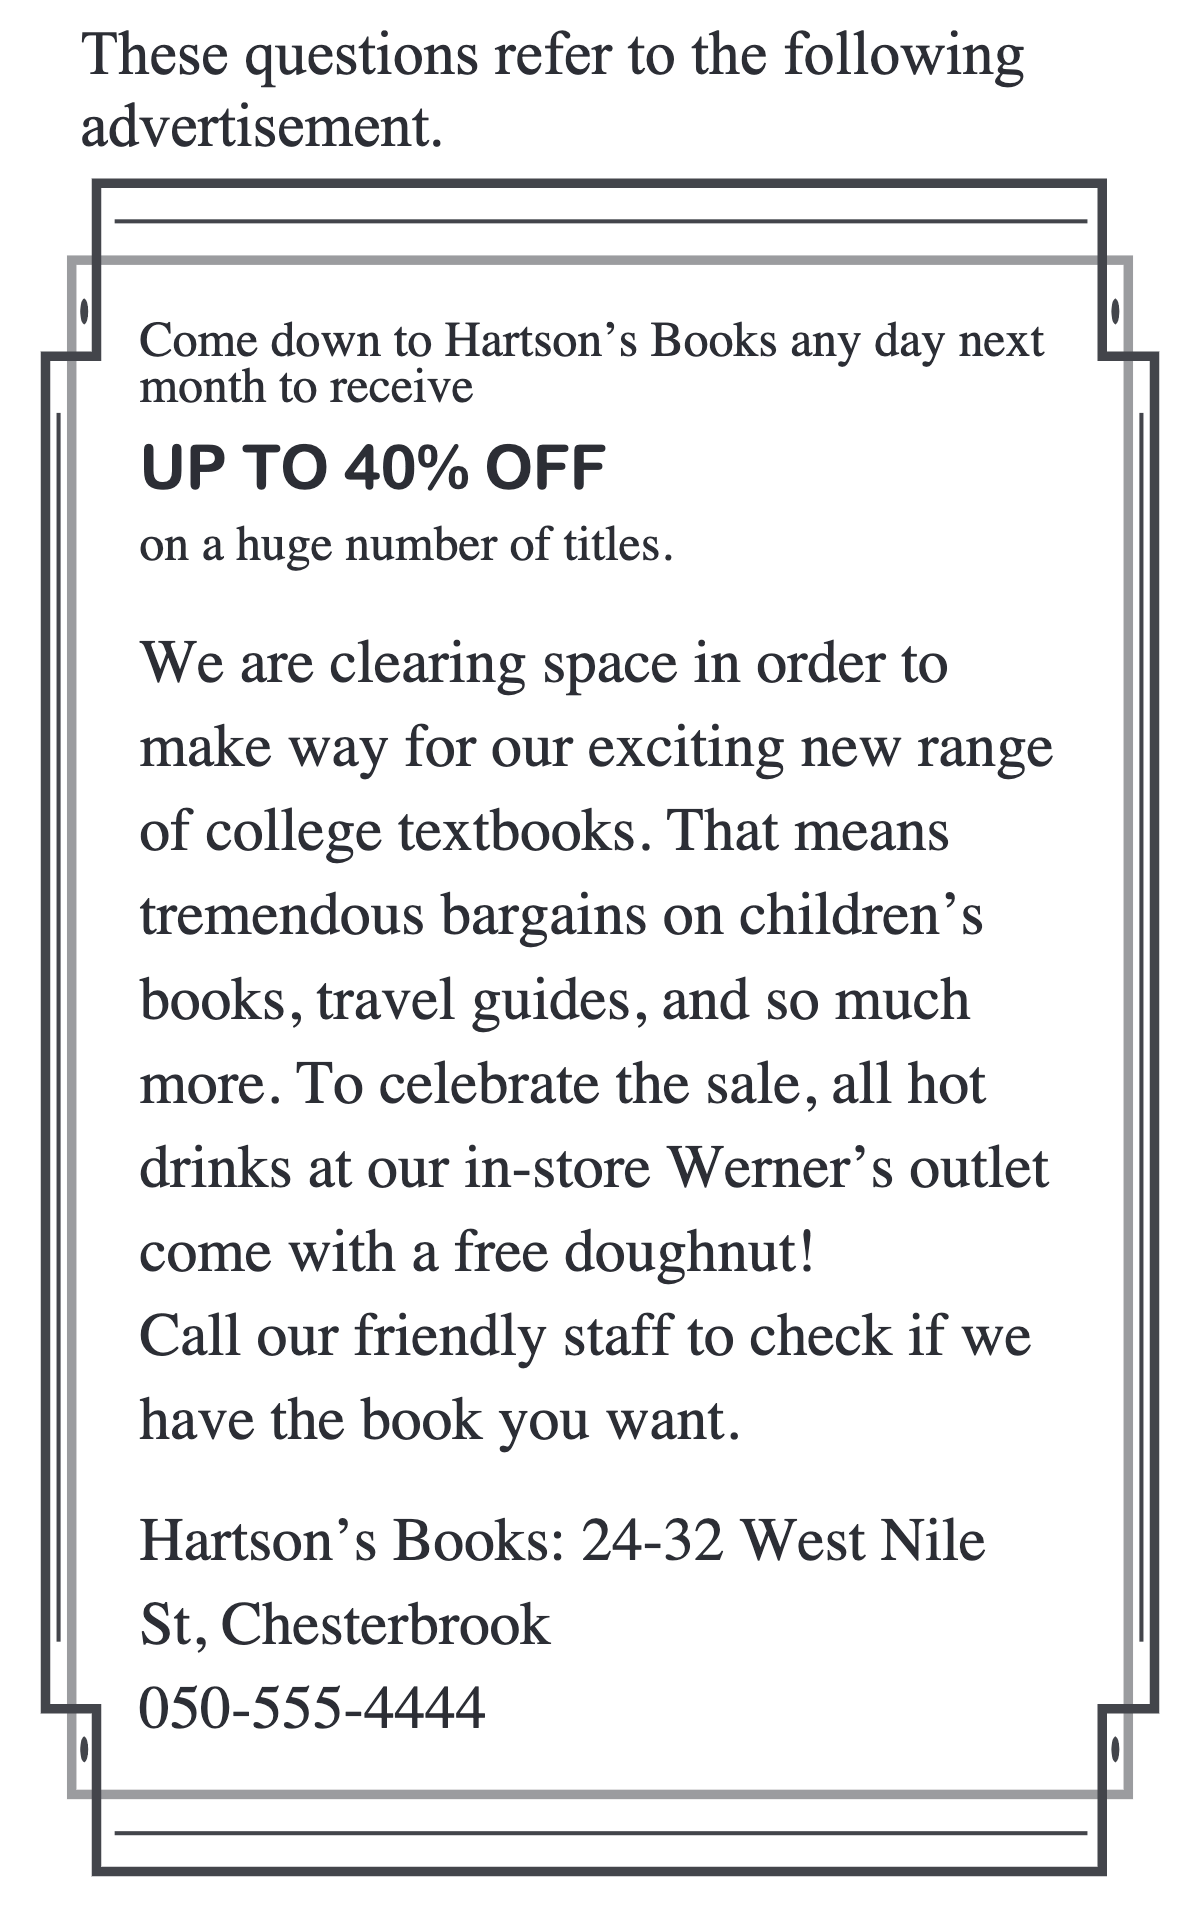 These questions refer to the following
advertisement.
Come down to Hartson’s Books any day next
month to receive
UP TO 40% OFF
on a huge number of titles.
We are clearing space in order to
make way for our exciting new range
of college textbooks. That means
tremendous bargains on children’s
books, travel guides, and so much
more. To celebrate the sale, all hot
drinks at our in-store Werner’s outlet
come with a free doughnut!
Call our friendly staff to check if we
have the book you want.
Hartson’s Books: 24-32 West Nile
St, Chesterbrook
050-555-4444